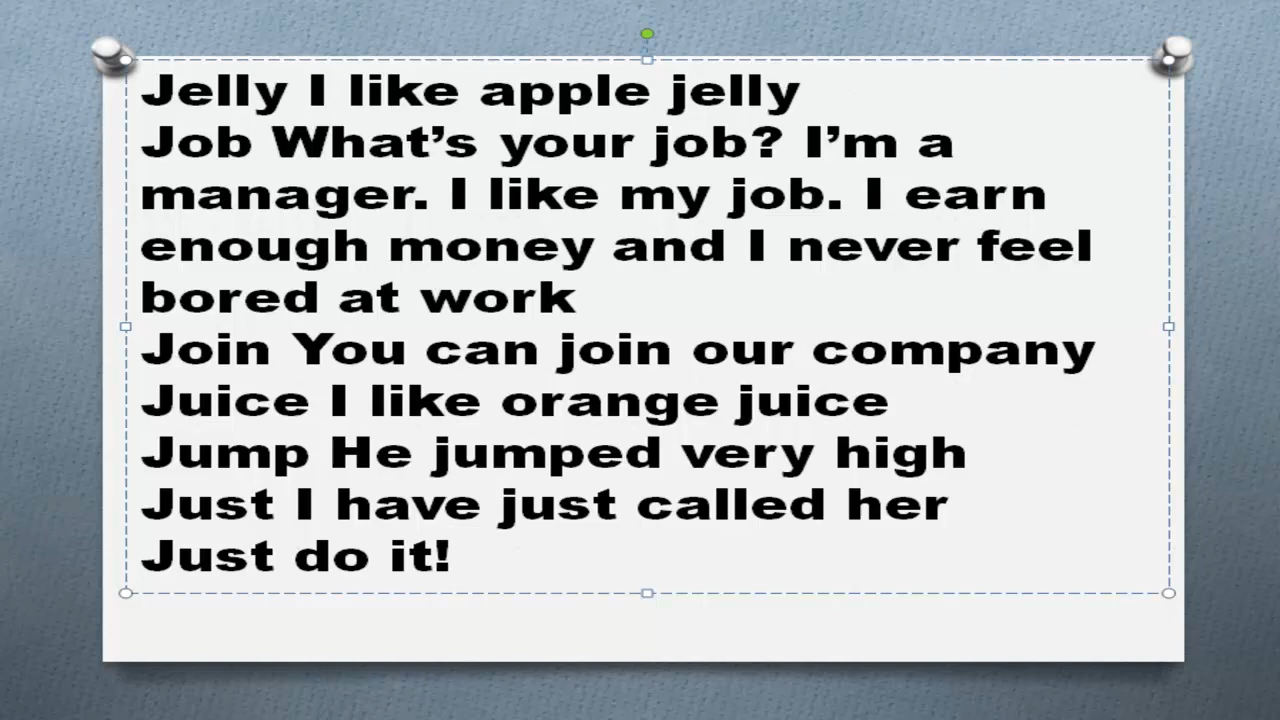 Jelly I like apple jelly
Job What’s your job? I’m a
manager. I like my job. I earn
enough money and I never feel
bored at work
Join You can join our company
Juice I like orange juice
Jump He jumped very high
Just I have just called her
Just do it!